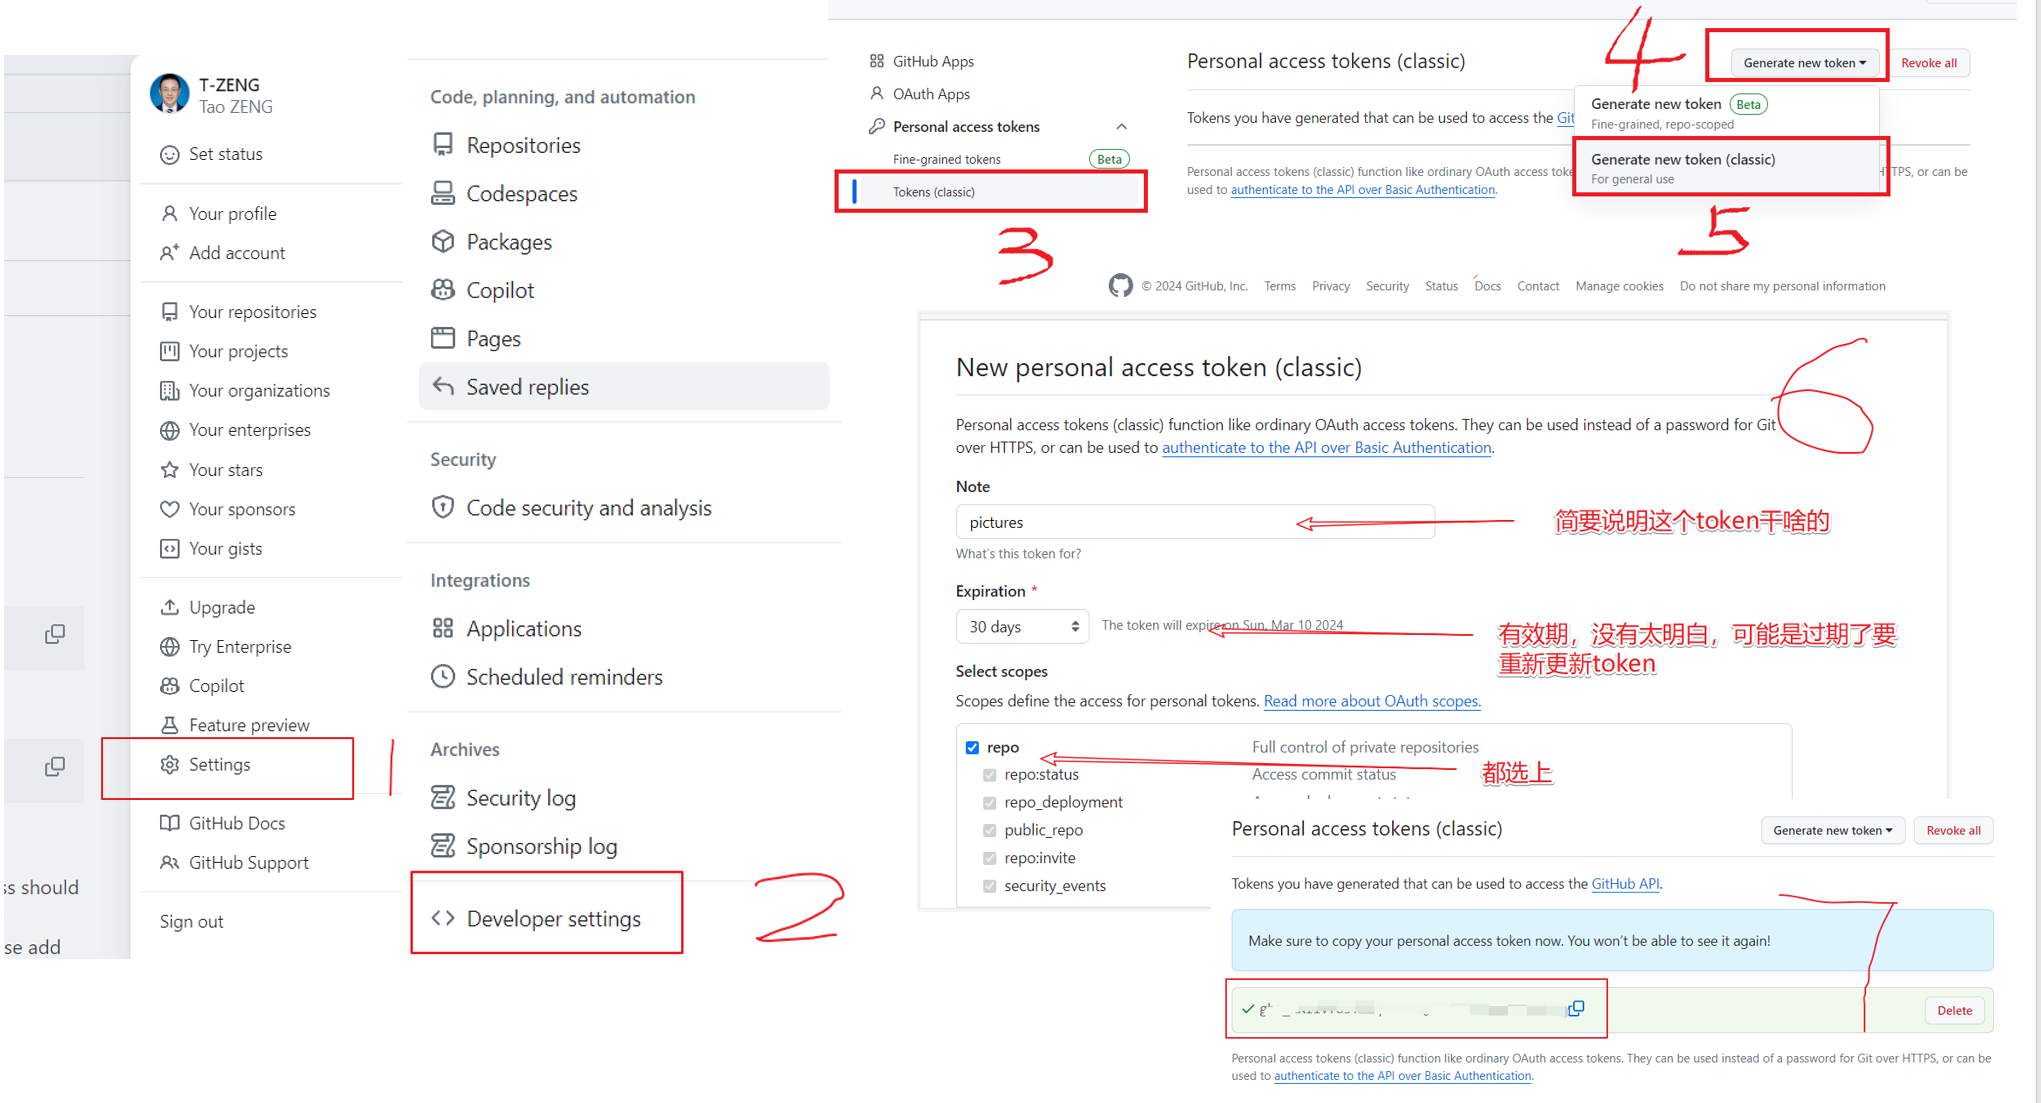 T-ZENG
Tao ZENG
Set status
Your profile
Add account
Your repositories
Your projects
Your organizations
Your enterprises
Your stars
Your sponsors
Your gists
Upgrade
Try Enterprise
Copilot
Feature preview
Settings
1
GitHub Docs
GitHub Support
Sign out
ss should
se add
Code, planning, and automation
Repositories
Codespaces
Packages
Copilot
Pages
Saved replies
Security
Code security and analysis
Integrations
Applications
Scheduled reminders
Archives
Security log
Sponsorship log
Developer settings
2
GitHub Apps
OAuth Apps
Personal access tokens
Fine-grained tokens Beta
Tokens (classic)
3
Personal access tokens (classic)
4
Generate new token
Revoke all
Tokens you have generated that can be used to access the Git
Generate new token Beta
Fine-grained, repo-scoped
Generate new token (classic)
For general use
5
Personal access tokens (classic) function like ordinary OAuth access toke
TTPS, or can be
used to authenticate to the API over Basic Authentication.
© 2024 GitHub, Inc. Terms Privacy Security Status Docs Contact Manage cookies Do not share my personal information
New personal access token (classic)
6
Personal access tokens (classic) function like ordinary OAuth access tokens. They can be used instead of a password for Git
over HTTPS, or can be used to authenticate to the API over Basic Authentication.
Note
pictures
简要说明这个token干啥的
What's this token for?
Expiration *
30 days The token will expire on Sun, Mar 10 2024
有效期，没有太明白，可能是过期了要
重新更新token
Select scopes
Scopes define the access for personal tokens. Read more about OAuth scopes.
repo Full control of private repositories
都选上
repo:status Access commit status
repo_deployment
public_repo
repo:invite
security_events
Personal access tokens (classic)
Generate new token
Revoke all
Tokens you have generated that can be used to access the GitHub API.
7
Make sure to copy your personal access token now. You won't be able to see it again!
Delete
Personal access tokens (classic) function like ordinary OAuth access tokens. They can be used instead of a password for Git over HTTPS, or can be
used to authenticate to the API over Basic Authentication.